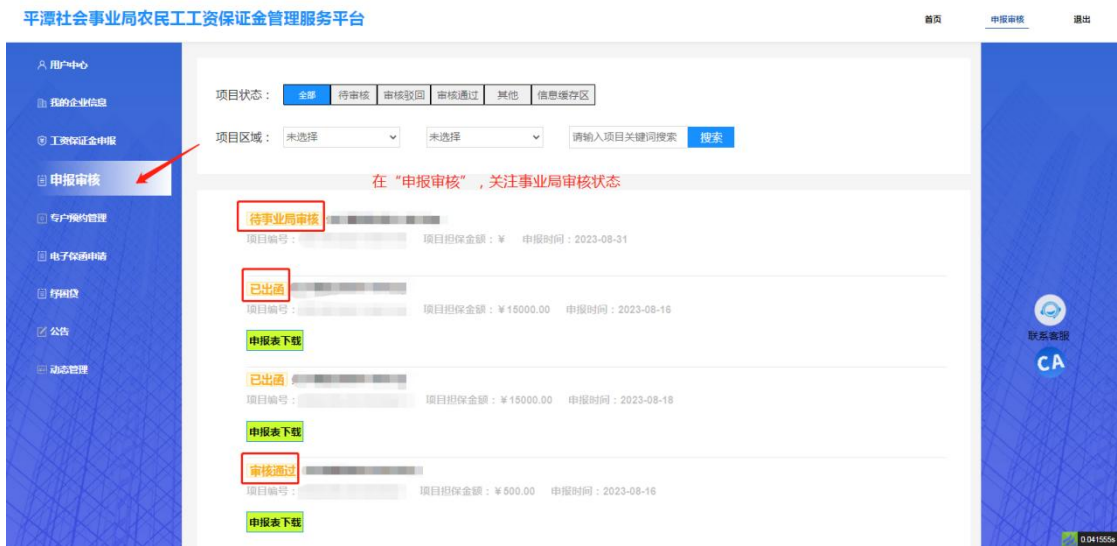 平潭社会事业局农民工工资保证金管理服务平台
首页 申报审核 退出
用户中心
我的企业信息
工资保证金申报
申报审核
专户预约管理
电子保函申请
纾困贷
公告
动态管理
项目状态： 全部 待审核 审核驳回 审核通过 其他 信息缓存区
项目区域： 未选择 未选择 请输入项目关键词搜索 搜索
在“申报审核”，关注事业局审核状态
待事业局审核
项目编号： 项目担保金额：¥ 申报时间：2023-08-31
已出函
项目编号： 项目担保金额：¥15000.00 申报时间：2023-08-16
申报表下载
已出函
项目编号： 项目担保金额：¥15000.00 申报时间：2023-08-18
申报表下载
审核通过
项目编号： 项目担保金额：¥500.00 申报时间：2023-08-16
申报表下载
联系客服
CA
0.041555s